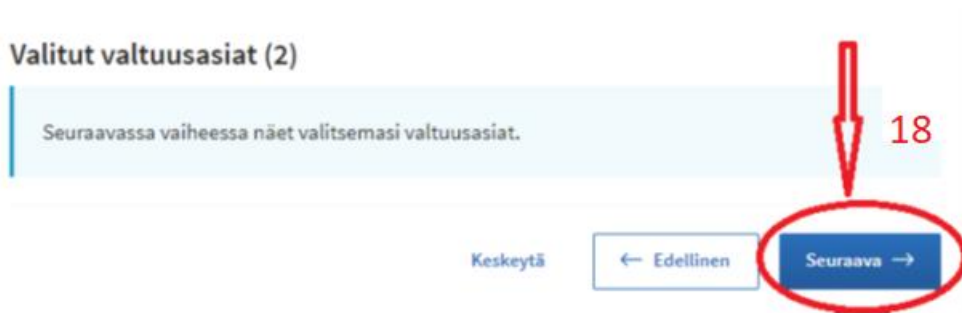 Valitut valtuusasiat (2)
Seuraavassa vaiheessa näet valitsemasi valtuusasiat.
18
Keskeytä
← Edellinen
Seuraava →